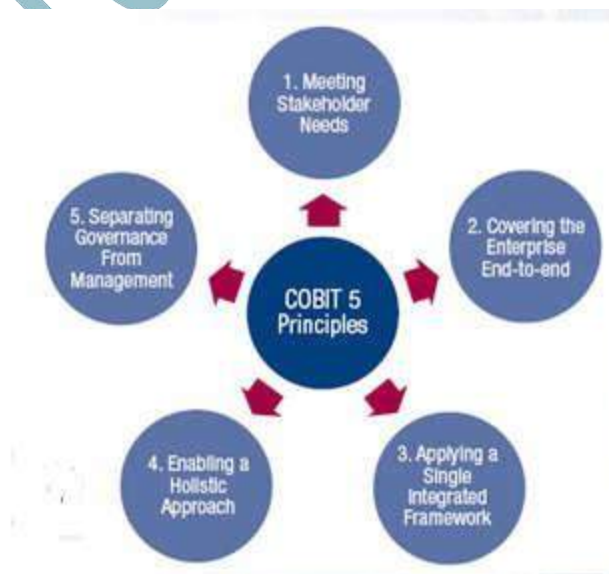 1. Meeting
Stakeholder
Needs
5. Separating
Governance
From
Management
2. Covering the
Enterprise
End-to-end
COBIT 5
Principles
4. Enabling a
Holistic
Approach
3. Applying a
Single
Integrated
Framework